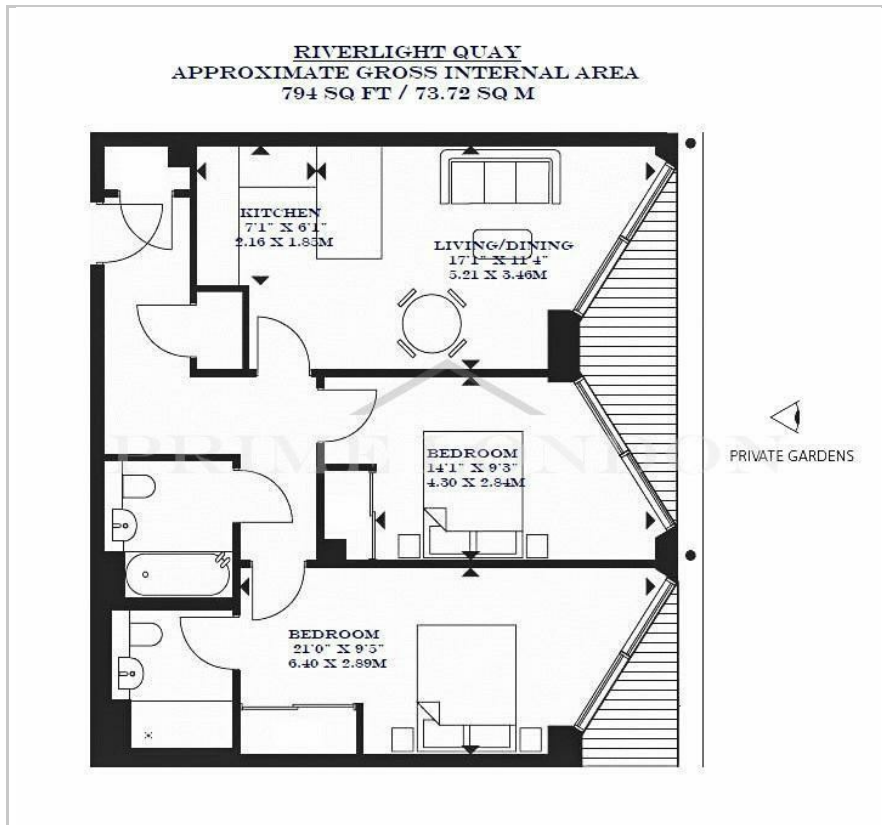 RIVERLIGHT QUAY
APPROXIMATE GROSS INTERNAL AREA
794 SQ FT / 73.72 SQ M
KITCHEN
7'1" X 6'1"
2.16 X 1.85M
LIVING/DINING
17'1" X 11'4"
5.21 X 3.46M
PRIME LONDON
BEDROOM
14'1" X 9'3"
4.30 X 2.84M
PRIVATE GARDENS
BEDROOM
21'0" X 9'5"
6.40 X 2.89M